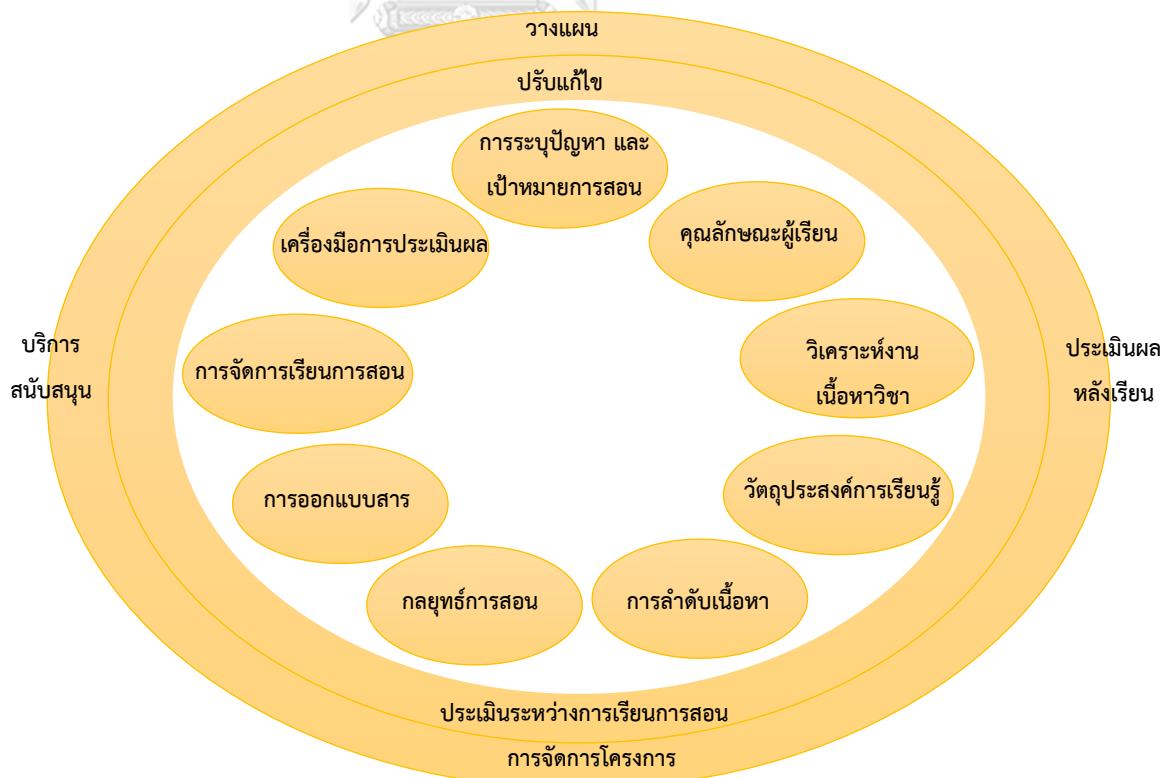 วางแผน
ปรับแก้ไข
การระบุปัญหา และ
เป้าหมายการสอน
คุณลักษณะผู้เรียน
เครื่องมือการประเมินผล
วิเคราะห์งาน
เนื้อหาวิชา
การจัดการเรียนการสอน
บริการ
สนับสนุน
ประเมินผล
หลังเรียน
วัตถุประสงค์การเรียนรู้
การออกแบบสาร
การลำดับเนื้อหา
กลยุทธ์การสอน
ประเมินระหว่างการเรียนการสอน
การจัดการโครงการ